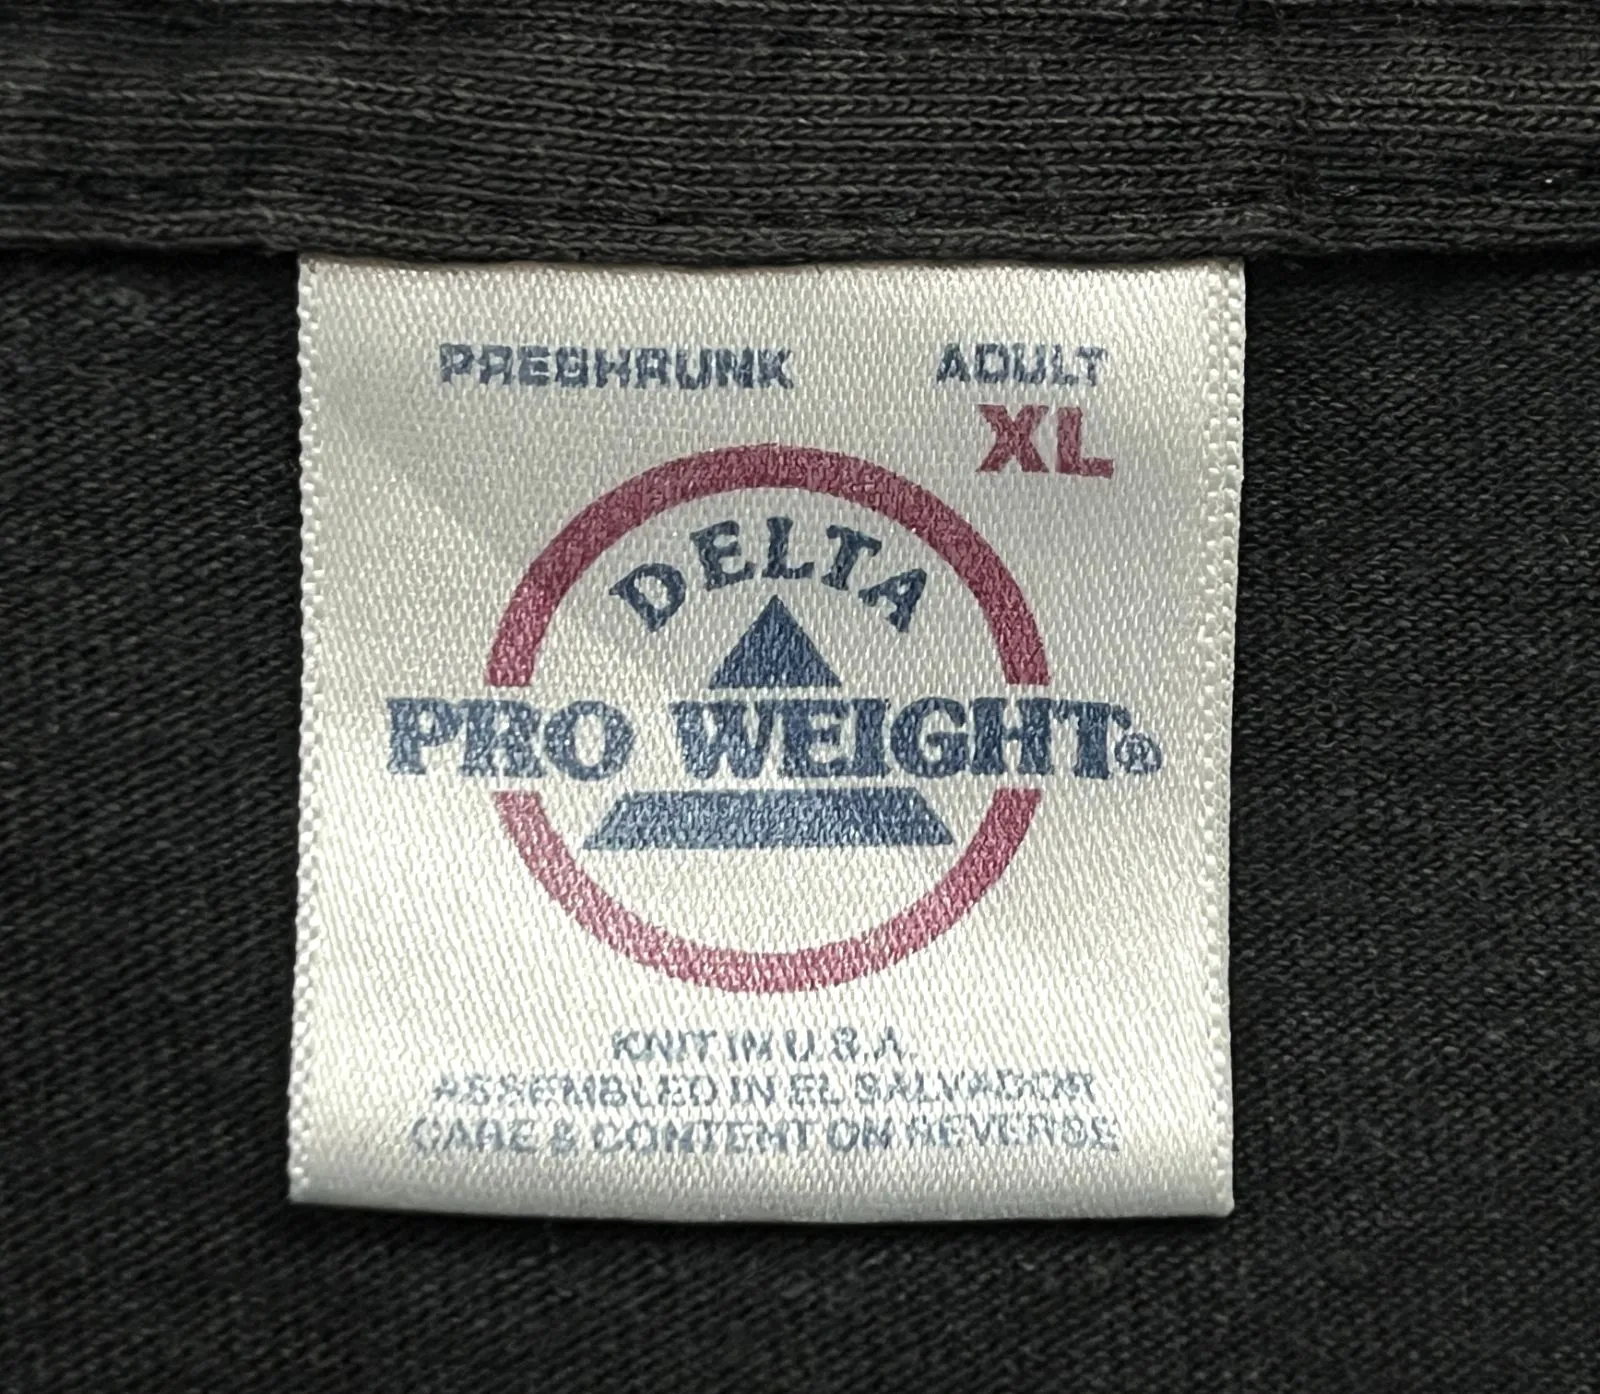 PRESHRUNK ADULT
XL
DELTA
PRO WEIGHT®
KNIT IN U.S.A.
ASSEMBLED IN EL SALVADOR
CARE & CONTENT ON REVERSE